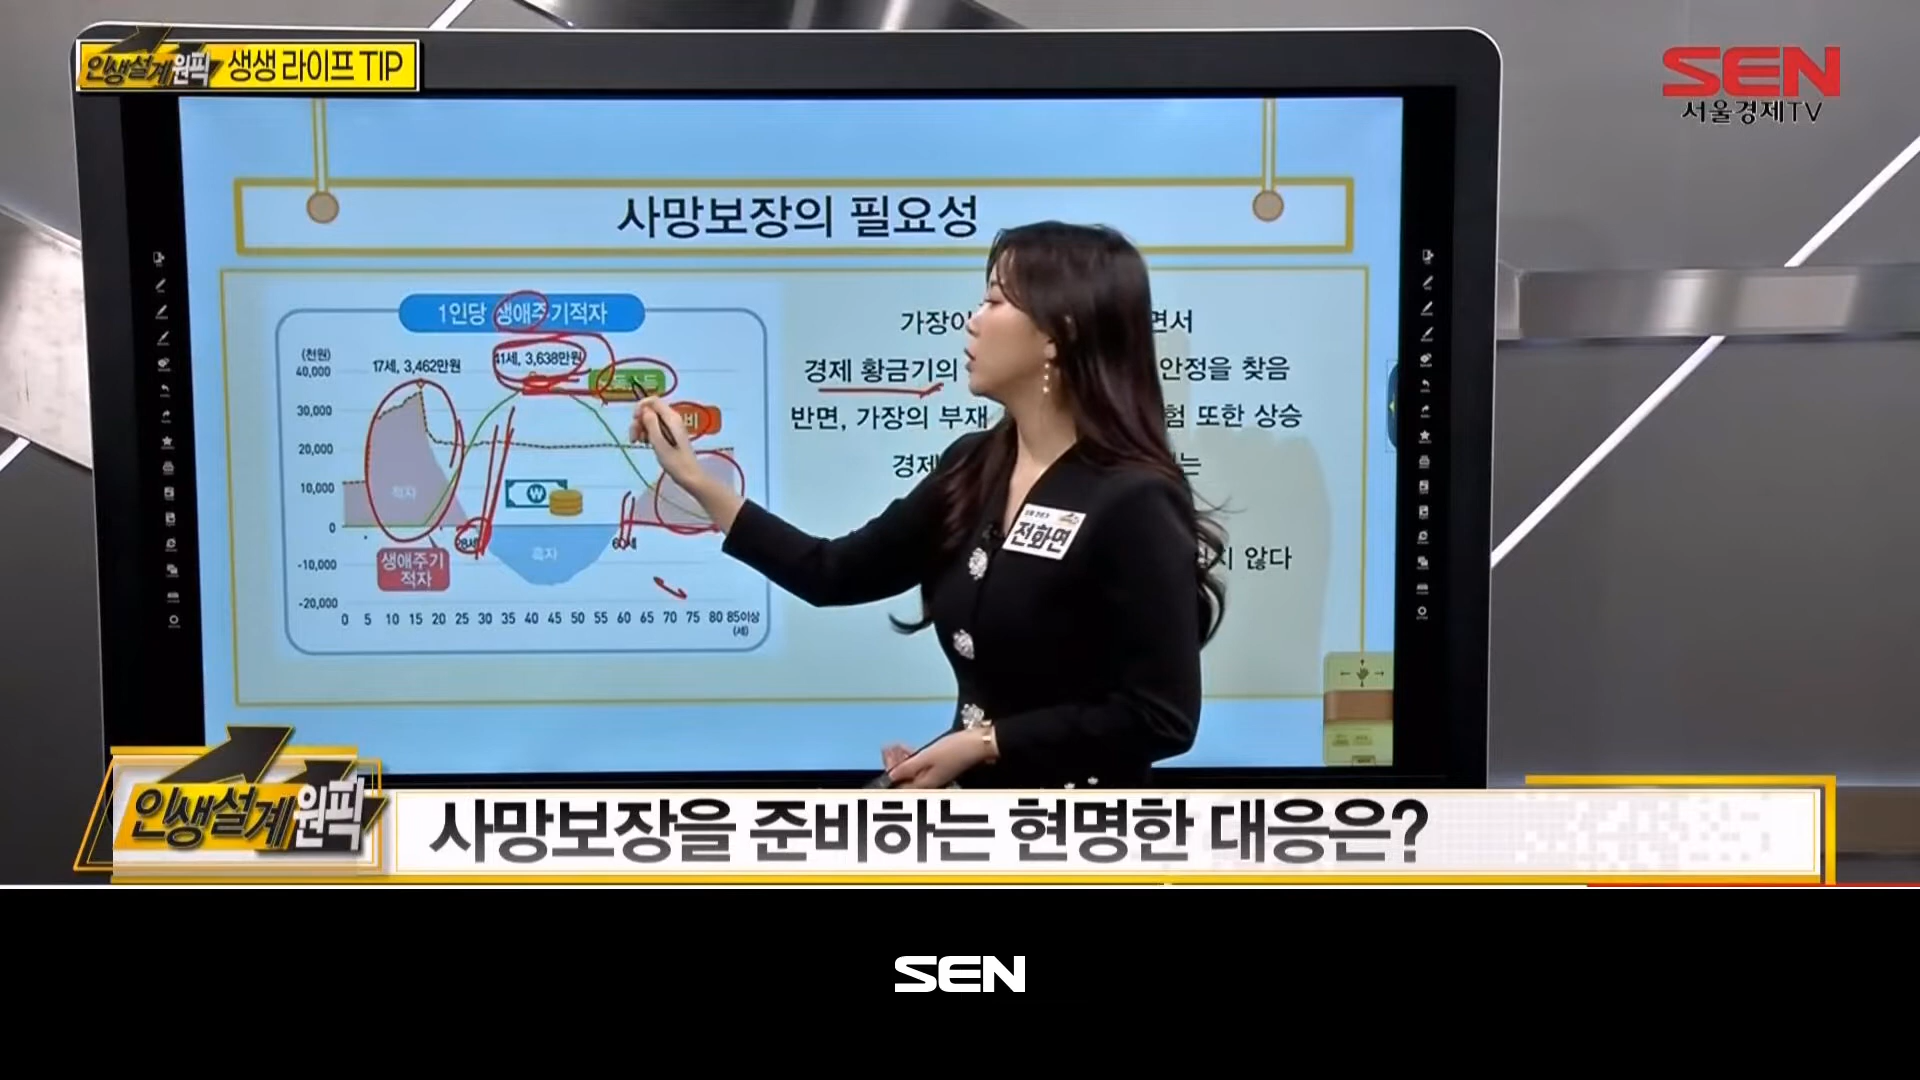 인생설계원픽 생생 라이프 TIP
SEN
서울경제TV
사망보장의 필요성
1인당 생애주기적자
(천원)
40,000
30,000
20,000
10,000
0
-10,000
-20,000
17세, 3,462만원
41세, 3,638만원
적자
생애주기
적자
28세
흑자
60세
0 5 10 15 20 25 30 35 40 45 50 55 60 65 70 75 80 85이상
(세)
가장이 면서
경제 황금기의 안정을 찾음
반면, 가장의 부재 험 또한 상승
경제 는
않다
전화면
인생설계원픽
사망보장을 준비하는 현명한 대응은?
SEN